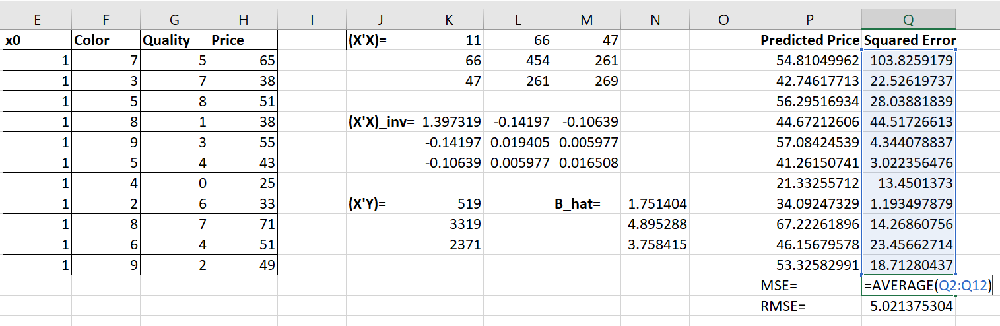 E F G H I J K L M N O P Q
x0 Color Quality Price (X'X)= 11 66 47 Predicted Price Squared Error
1 7 5 65 66 454 261 54.81049962 103.8259179
1 3 7 38 47 261 269 42.74617713 22.52619737
1 5 8 51 56.29516934 28.03881839
1 8 1 38 (X'X)_inv= 1.397319 -0.14197 -0.10639 44.67212606 44.51726613
1 9 3 55 -0.14197 0.019405 0.005977 57.08424539 4.344078837
1 5 4 43 -0.10639 0.005977 0.016508 41.26150741 3.022356476
1 4 0 25 21.33255712 13.4501373
1 2 6 33 (X'Y)= 519 B_hat= 1.751404 34.09247329 1.193497879
1 8 7 71 3319 4.895288 67.22261896 14.26860756
1 6 4 51 2371 3.758415 46.15679578 23.45662714
1 9 2 49 53.32582991 18.71280437
MSE= =AVERAGE(Q2:Q12)
RMSE= 5.021375304